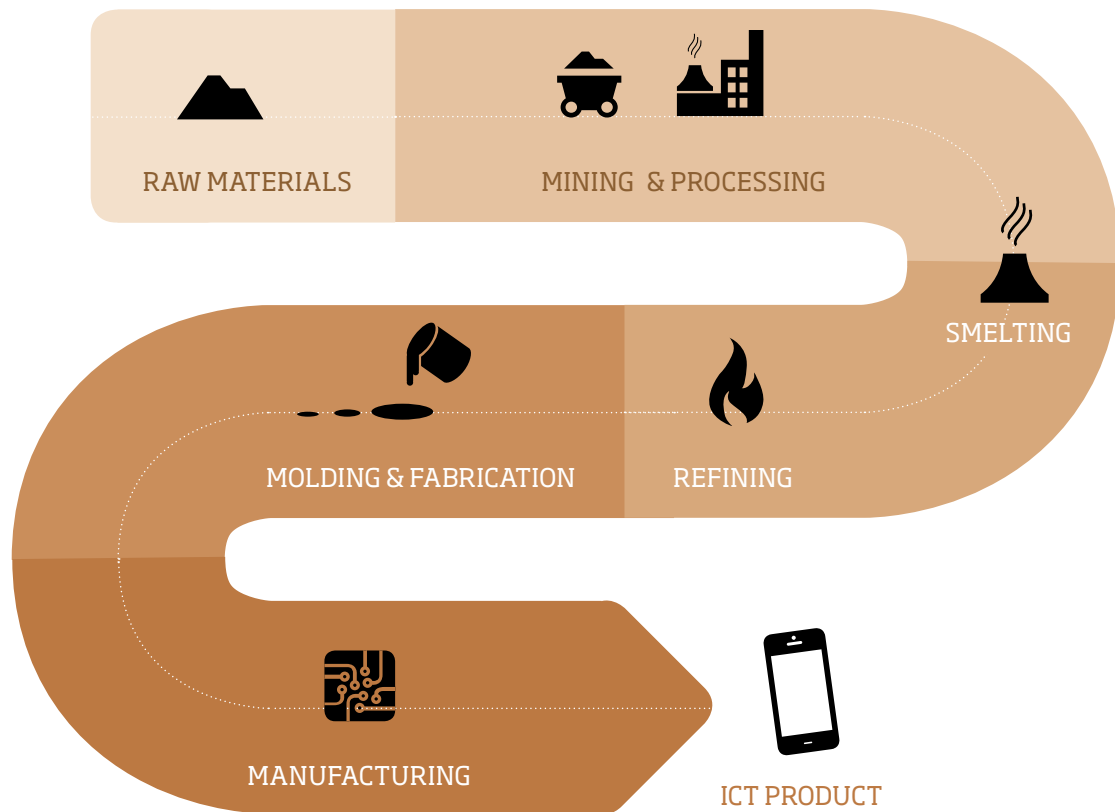 RAW MATERIALS
MINING & PROCESSING
SMELTING
REFINING
MOLDING & FABRICATION
MANUFACTURING
ICT PRODUCT